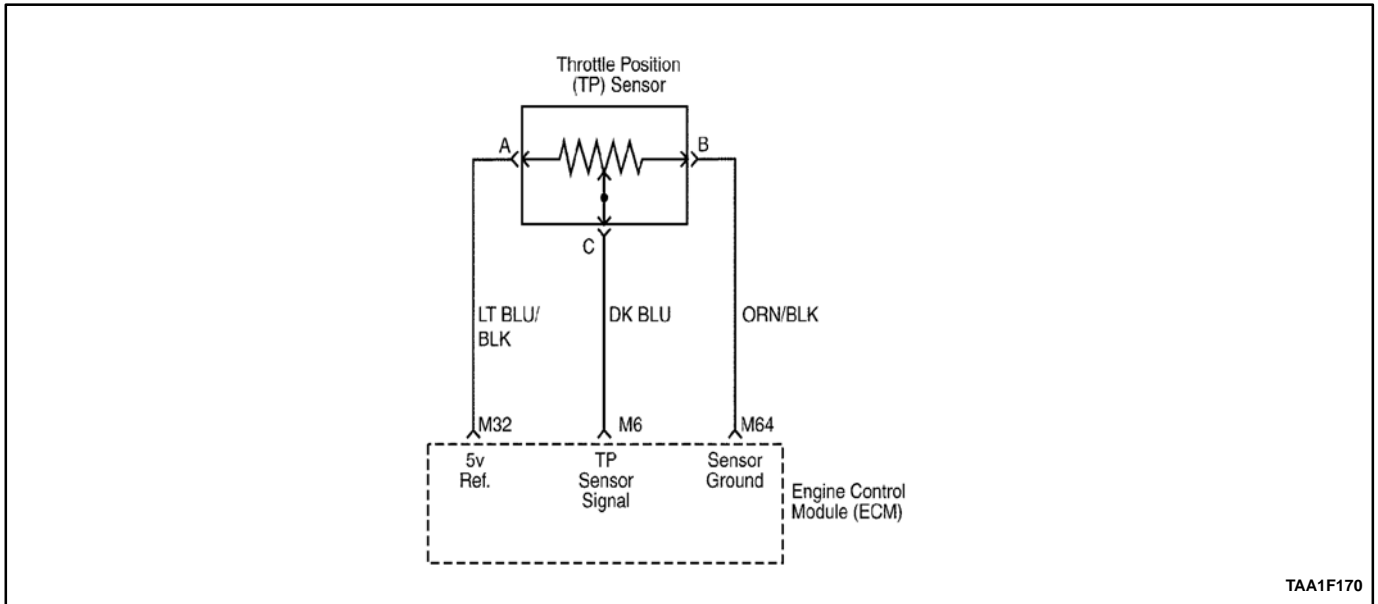 Throttle Position
(TP) Sensor
A
B
C
LT BLU/
BLK
DK BLU
ORN/BLK
M32
M6
M64
5v
Ref.
TP
Sensor
Signal
Sensor
Ground
Engine Control
Module (ECM)
TAA1F170